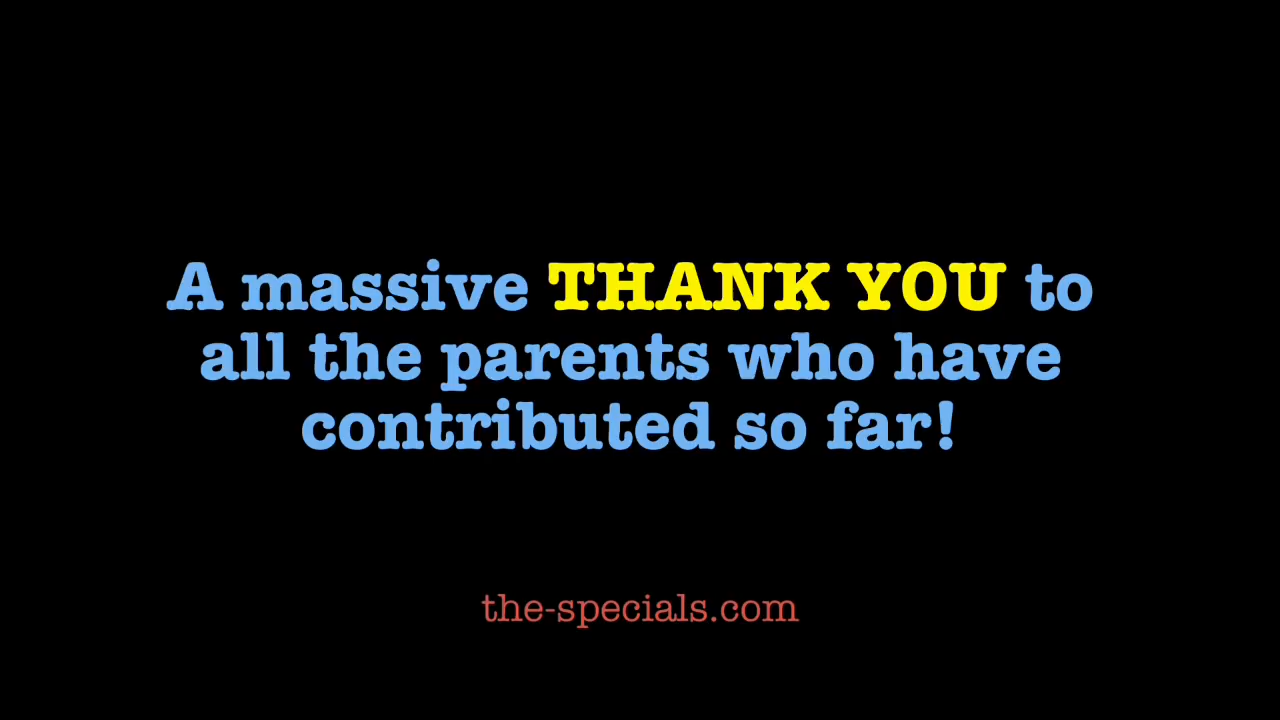 A massive THANK YOU to
all the parents who have
contributed so far!
the-specials.com